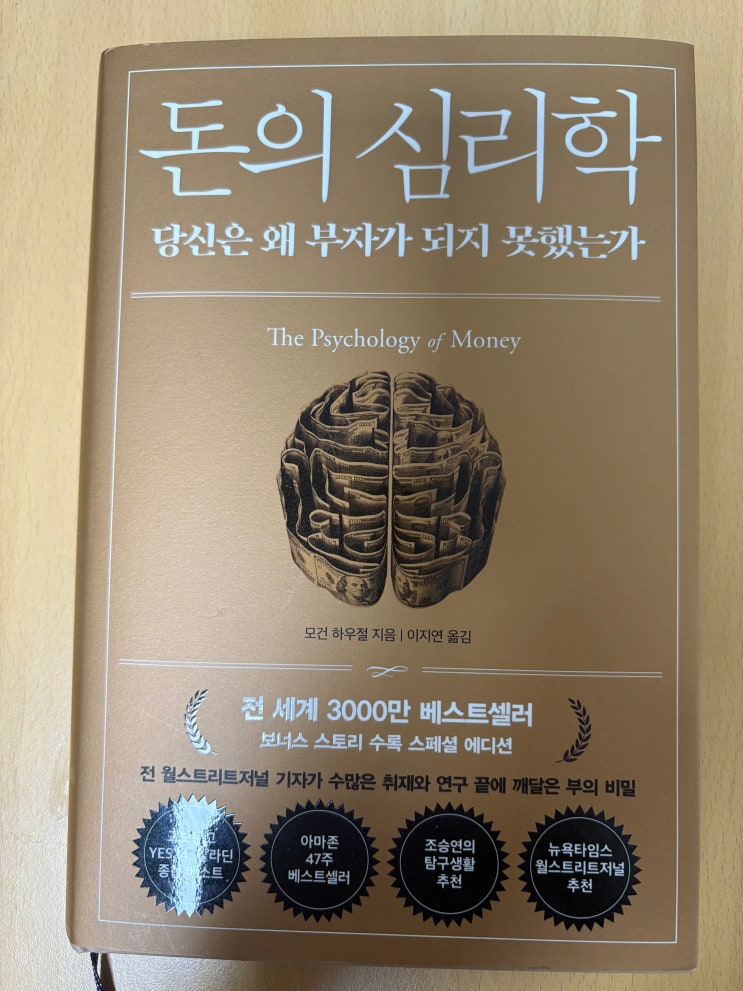 돈의 심리학
당신은 왜 부자가 되지 못했는가
The Psychology of Money
모건 하우절 지음 | 이지연 옮김
전 세계 3000만 베스트셀러
보너스 스토리 수록 스페셜 에디션
전 월스트리트저널 기자가 수많은 취재와 연구 끝에 깨달은 부의 비밀
아마존
47주
베스트셀러
조승연의
탐구생활
추천
뉴욕타임스
월스트리트저널
추천